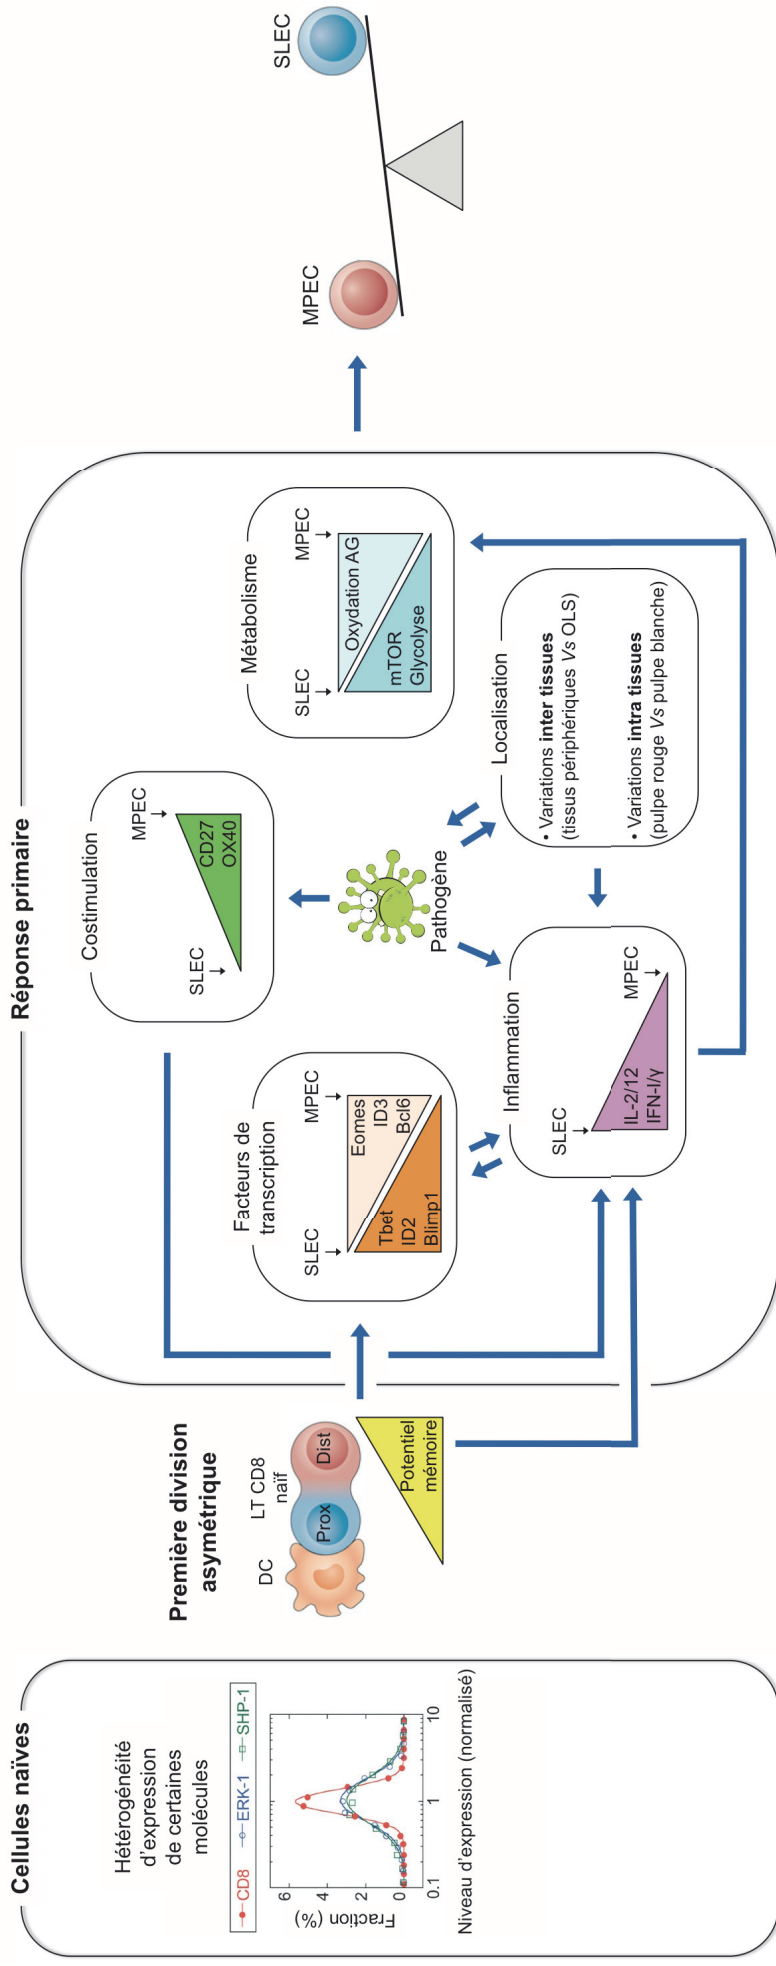 Cellules naïves
Hétérogénéité
d'expression
de certaines
molécules
CD8 ERK-1 SHP-1
Fraction (%)
6
4
2
0
0.1 1 10
Niveau d'expression (normalisé)
Première division
asymétrique
DC
LT CD8
naïf
Prox
Dist
Potentiel
mémoire
Réponse primaire
Facteurs de
transcription
SLEC
MPEC
Eomes
ID3
Bcl6
Tbet
ID2
Blimp1
Costimulation
SLEC
MPEC
CD27
OX40
Pathogène
Inflammation
SLEC
MPEC
IL-2/12
IFN-I/γ
Métabolisme
SLEC
MPEC
Oxydation AG
mTOR
Glycolyse
Localisation
• Variations inter tissues
(tissus périphériques Vs OLS)
• Variations intra tissues
(pulpe rouge Vs pulpe blanche)
MPEC
SLEC